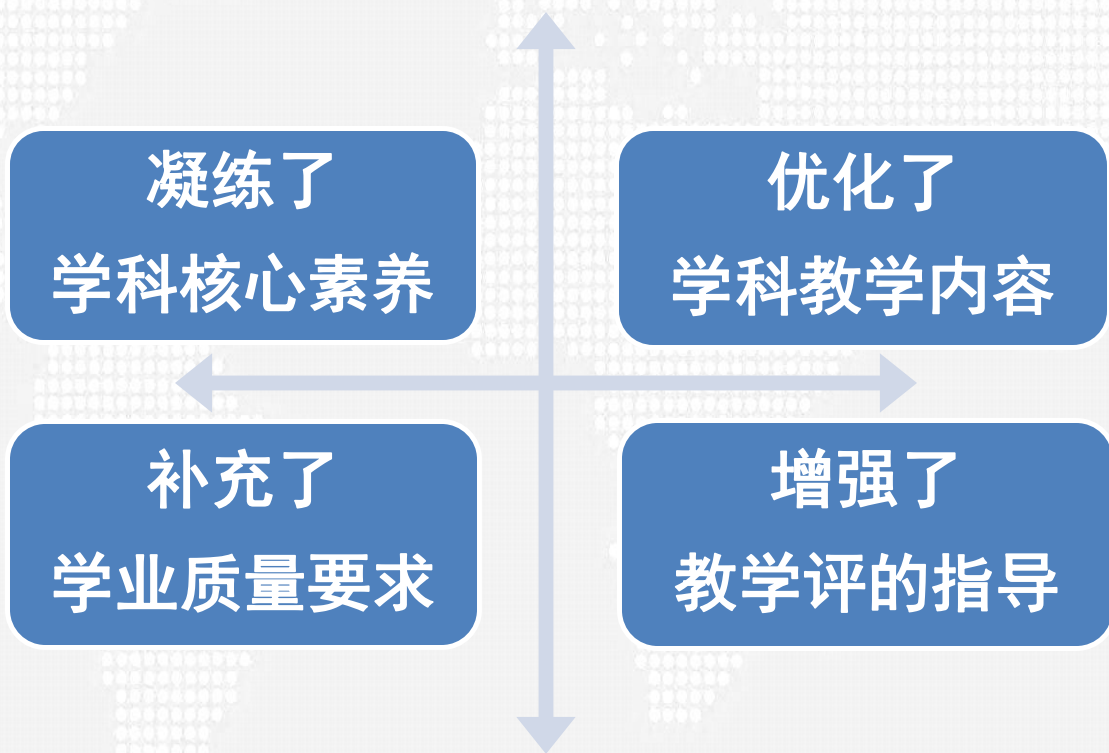 凝练了
学科核心素养
优化了
学科教学内容
补充了
学业质量要求
增强了
教学评的指导